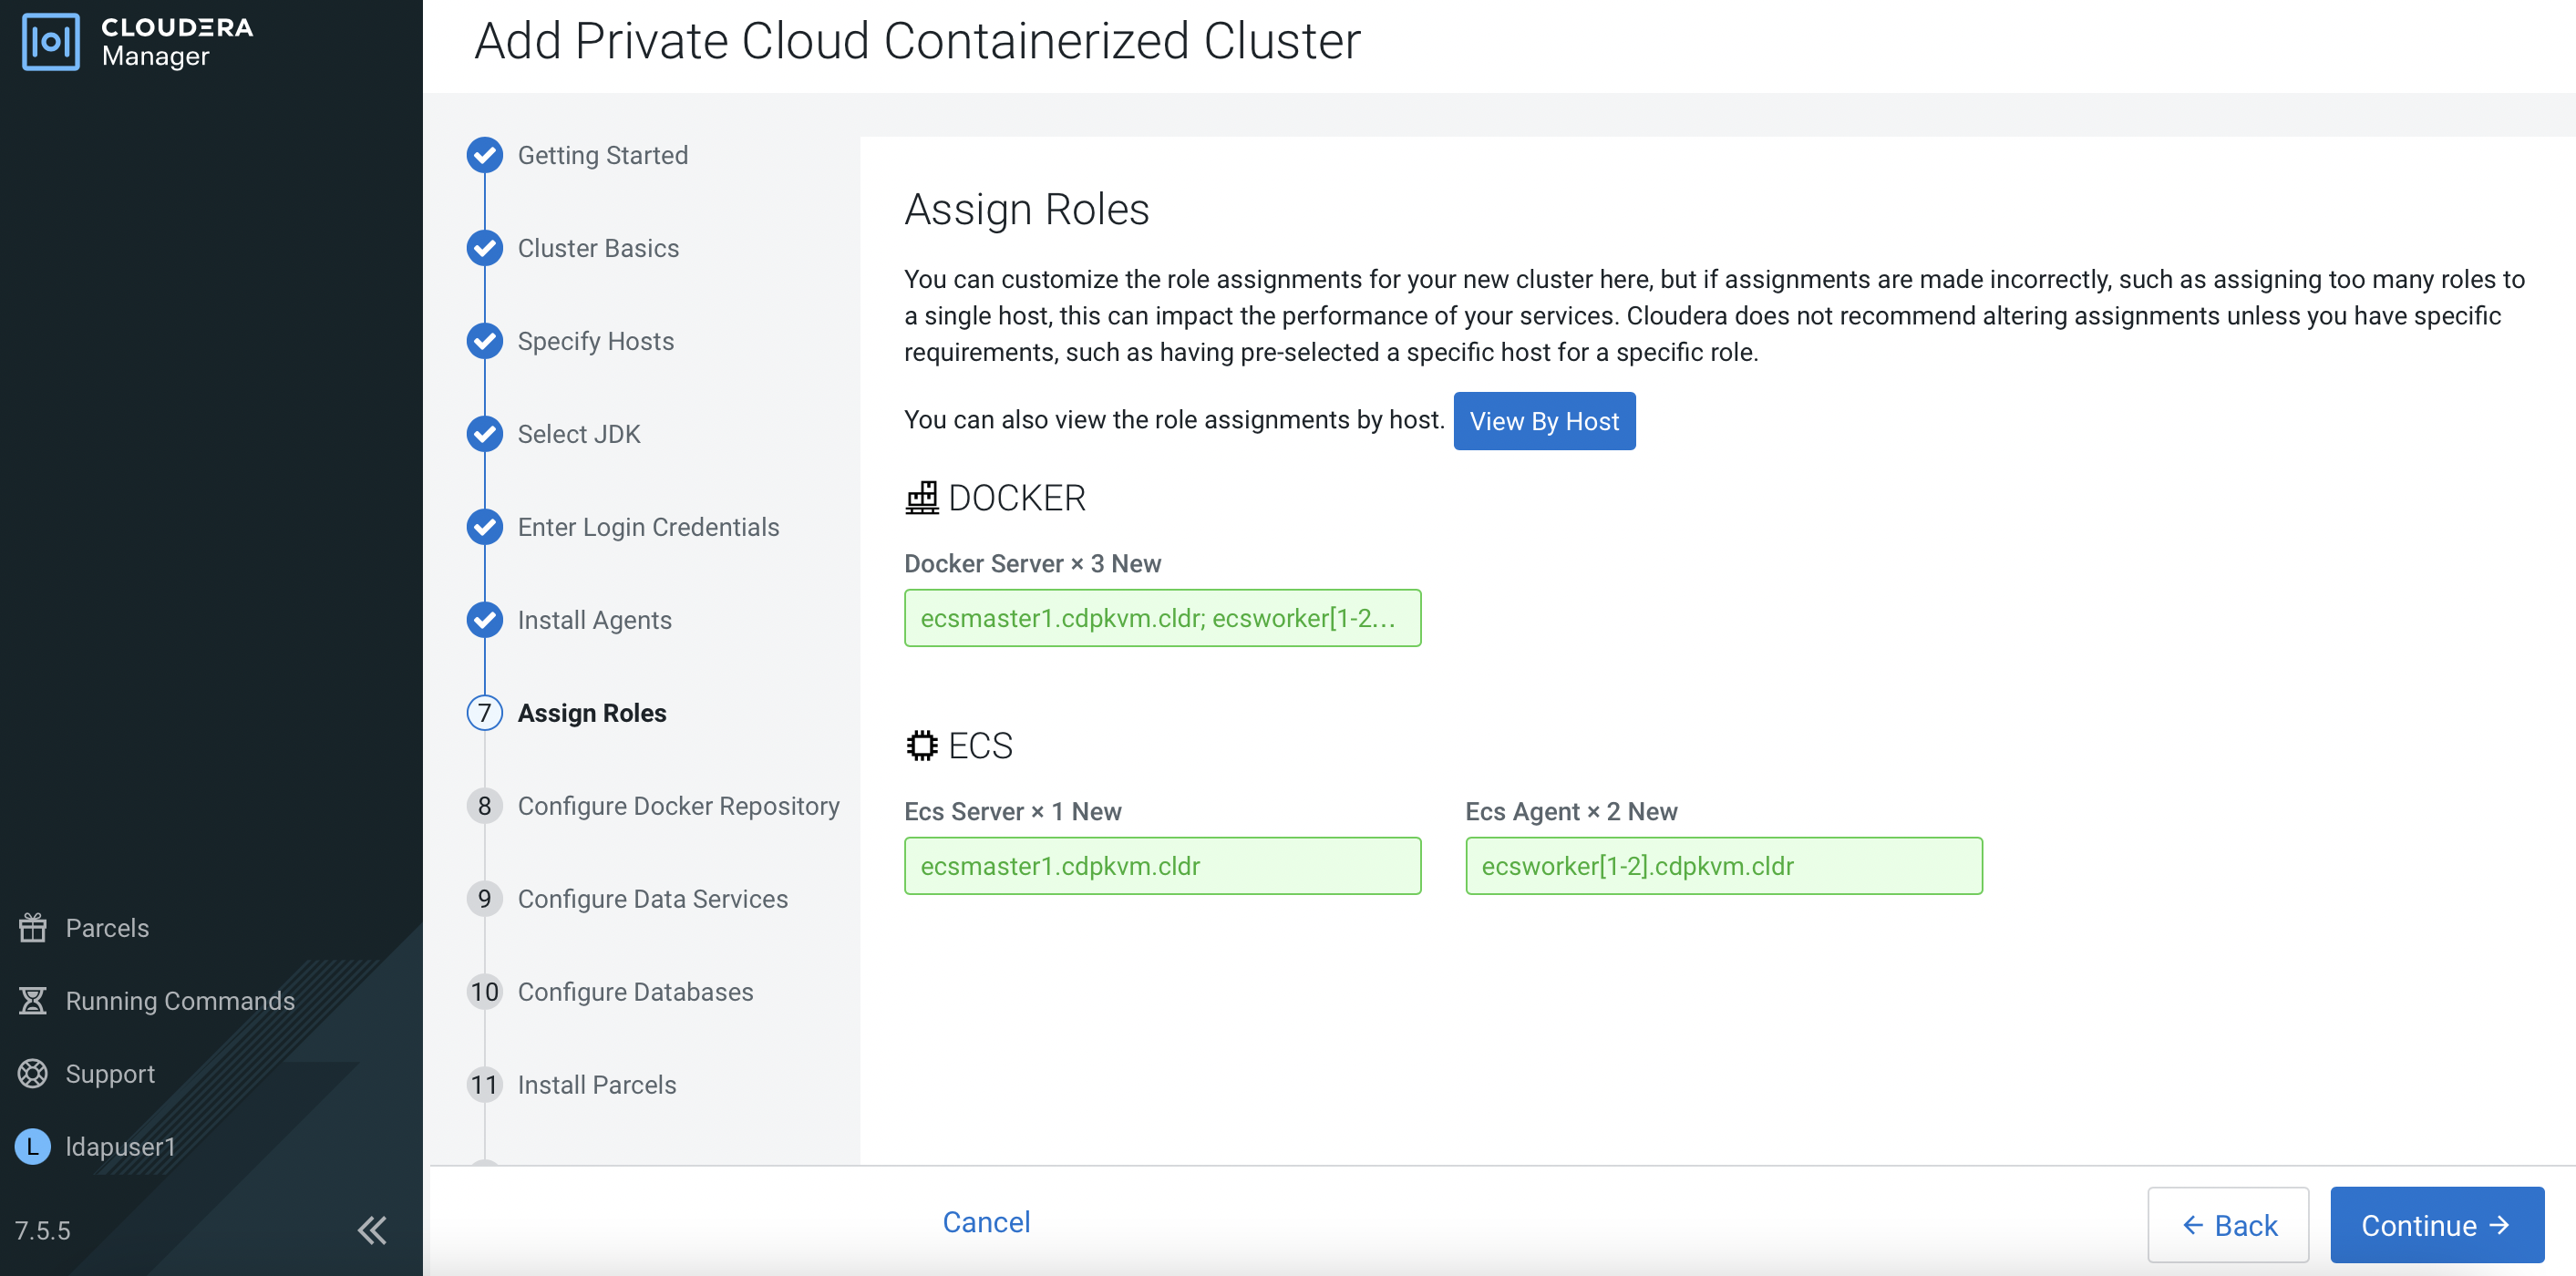 CLOUDERA
Manager
Add Private Cloud Containerized Cluster
Getting Started
Cluster Basics
Specify Hosts
Select JDK
Enter Login Credentials
Install Agents
7 Assign Roles
8 Configure Docker Repository
9 Configure Data Services
10 Configure Databases
11 Install Parcels
Assign Roles
You can customize the role assignments for your new cluster here, but if assignments are made incorrectly, such as assigning too many roles to
a single host, this can impact the performance of your services. Cloudera does not recommend altering assignments unless you have specific
requirements, such as having pre-selected a specific host for a specific role.
You can also view the role assignments by host. View By Host
DOCKER
Docker Server × 3 New
ecsmaster1.cdpkvm.cldr; ecsworker[1-2...
ECS
Ecs Server × 1 New
ecsmaster1.cdpkvm.cldr
Ecs Agent × 2 New
ecsworker[1-2].cdpkvm.cldr
Parcels
Running Commands
Support
L ldapuser1
7.5.5
Cancel
← Back
Continue →